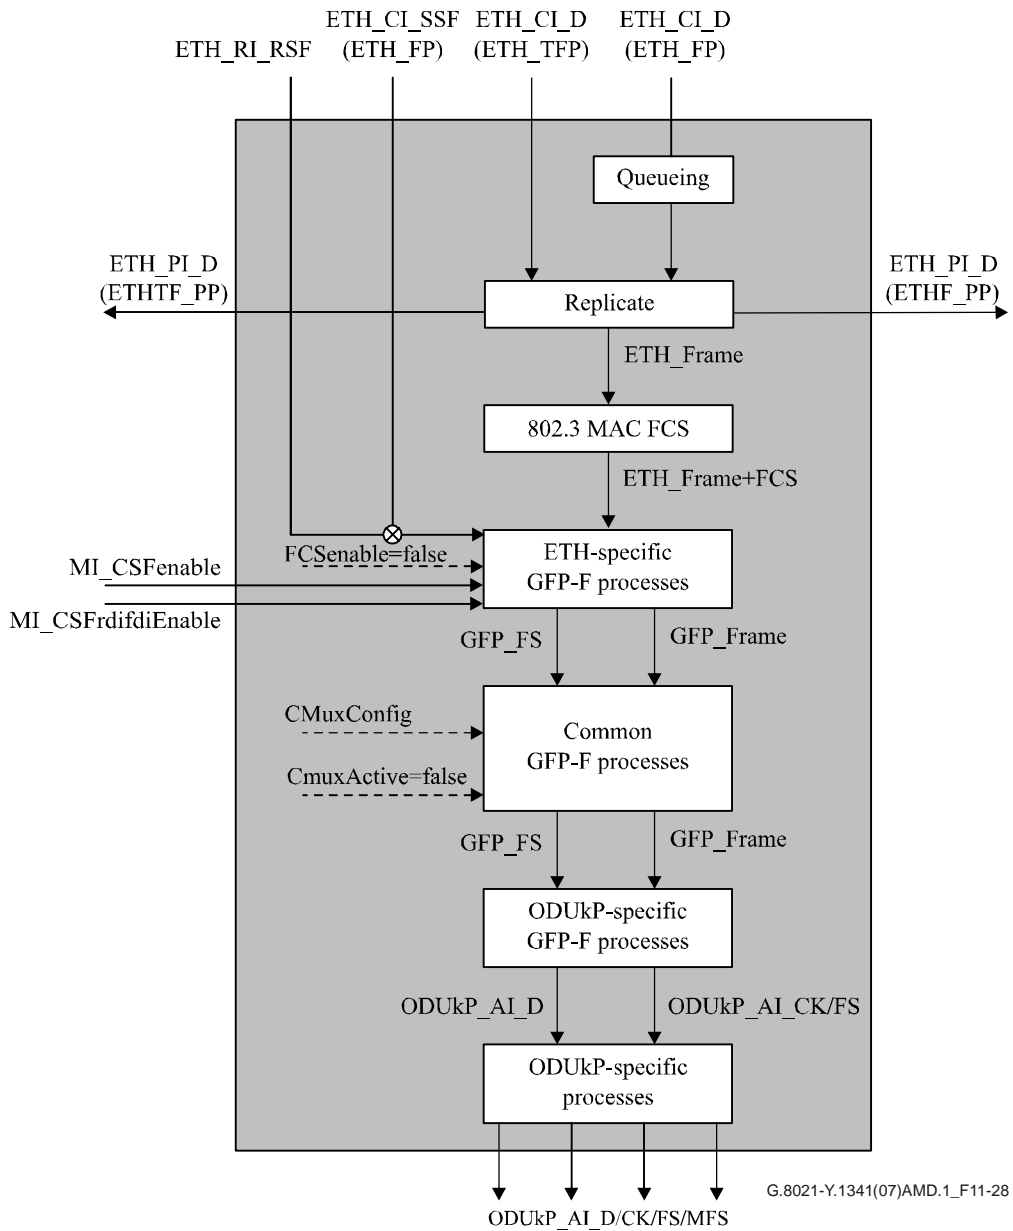 ETH_RI_RSF
ETH_CI_SSF
(ETH_FP)
ETH_CI_D
(ETH_TFP)
ETH_CI_D
(ETH_FP)
Queueing
ETH_PI_D
(ETHTF_PP)
ETH_PI_D
(ETHF_PP)
Replicate
ETH_Frame
802.3 MAC FCS
ETH_Frame+FCS
FCSenable=false
ETH-specific
GFP-F processes
MI_CSFenable
MI_CSFrdifdiEnable
GFP_FS
GFP_Frame
CMuxConfig
Common
GFP-F processes
CmuxActive=false
GFP_FS
GFP_Frame
ODUkP-specific
GFP-F processes
ODUkP_AI_D
ODUkP_AI_CK/FS
ODUkP-specific
processes
G.8021-Y.1341(07)AMD.1_F11-28
ODUkP_AI_D/CK/FS/MFS